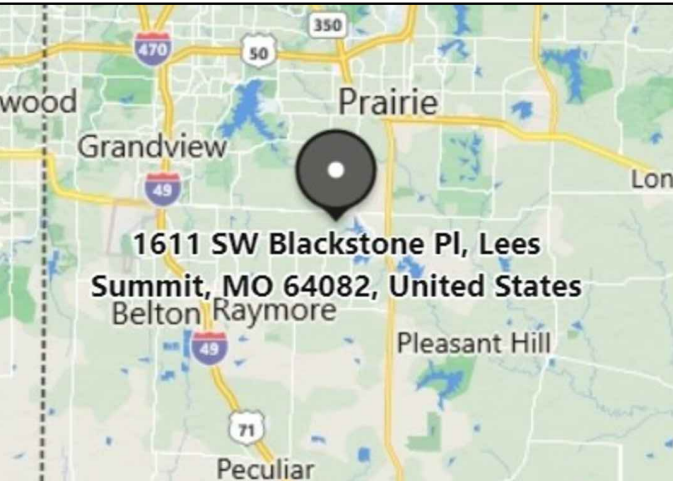 350
470
50
wood
Prairie
Grandview
49
Lon
1611 SW Blackstone Pl, Lees
Summit, MO 64082, United States
Belton Raymore
49
Pleasant Hill
71
Peculiar